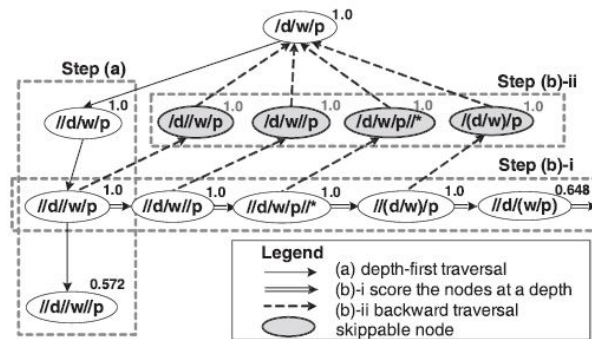 /d/w/p 1.0
Step (a)
Step (b)-ii
//d/w/p 1.0
/d//w/p 1.0
/d/w//p 1.0
/d/w/p//* 1.0
/(d/w)/p 1.0
Step (b)-i
//d//w/p 1.0
//d/w//p 1.0
//d/w/p//* 1.0
//(d/w)/p 1.0
//d/(w/p) 0.648
//d//w//p 0.572
Legend
(a) depth-first traversal
(b)-i score the nodes at a depth
(b)-ii backward traversal
skippable node